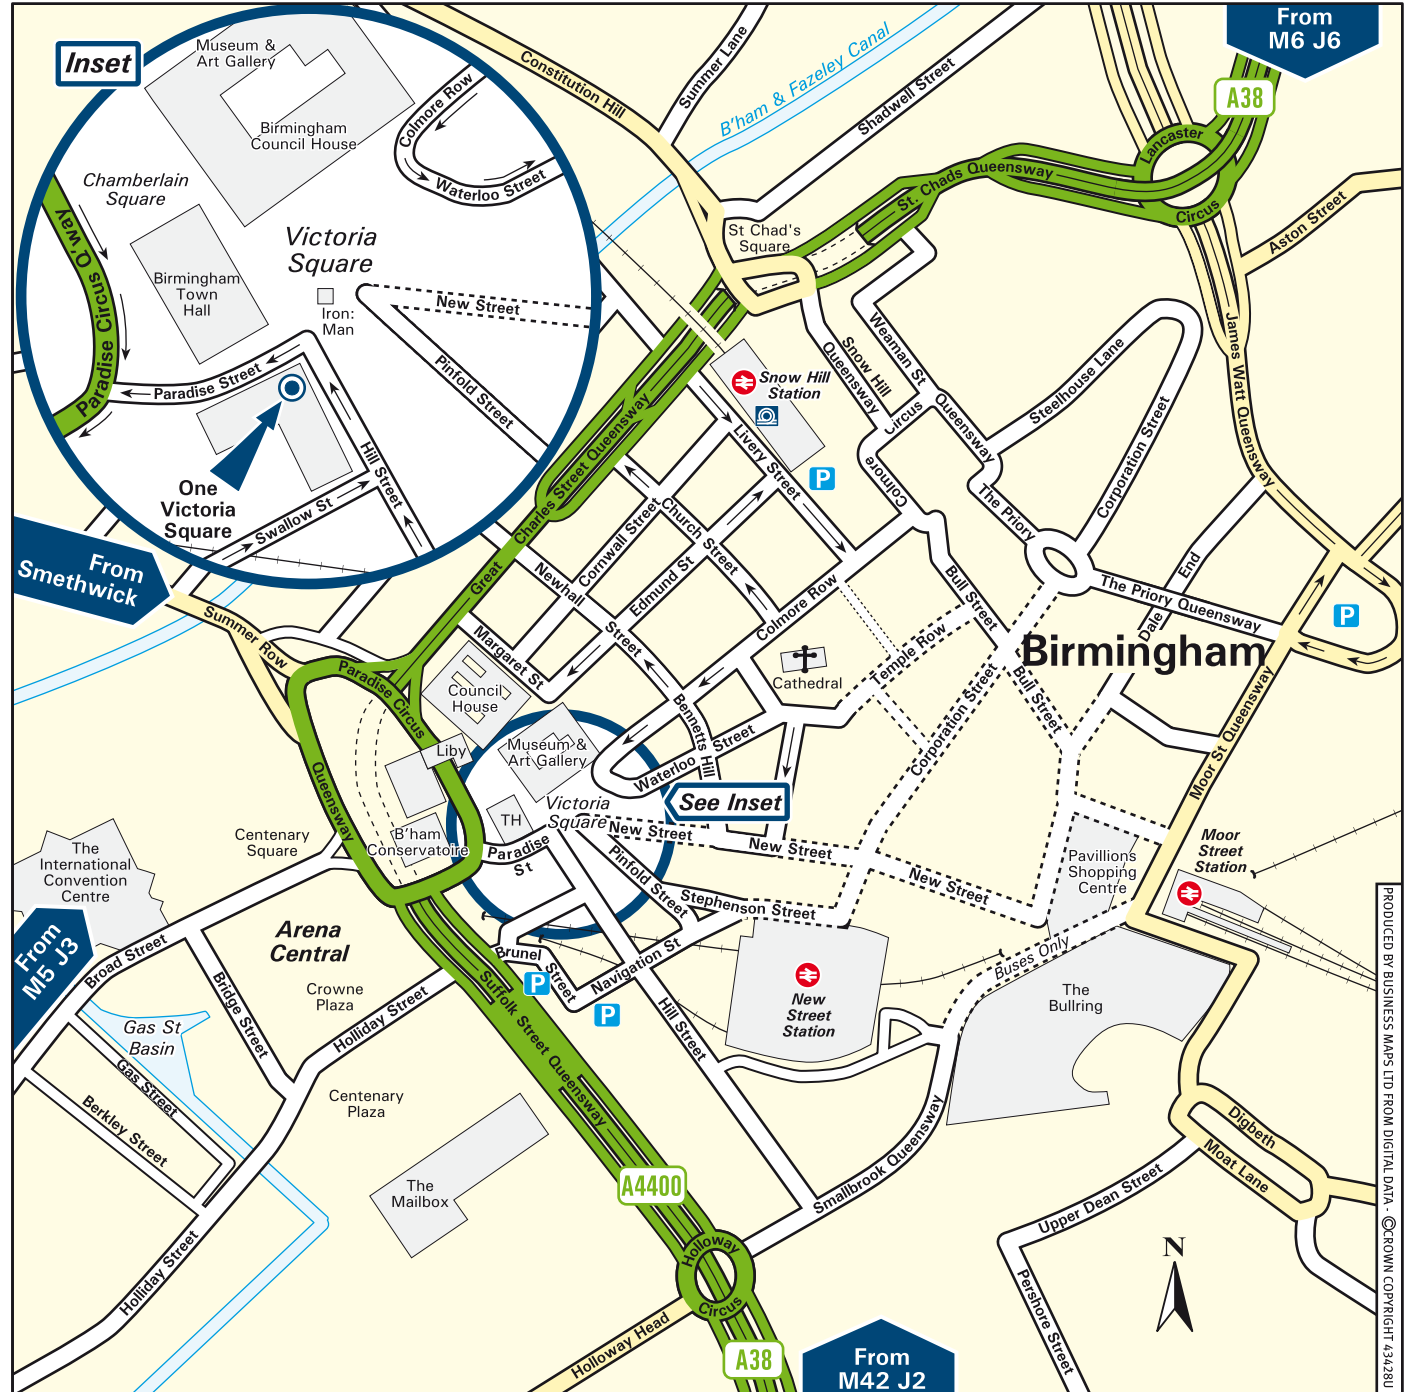 Inset
Museum &
Art Gallery
Birmingham
Council House
Colmore Row
Waterloo Street
Chamberlain
Square
Victoria
Square
Birmingham
Town
Hall
Iron:
Man
New Street
Paradise Circus Q'way
Paradise Street
Pinfold Street
Hill Street
One
Victoria
Square
Swallow St
From
Smethwick
From
M6 J6
A38
Constitution Hill
Summer Lane
B'ham & Fazeley Canal
Shadwell Street
Lancaster
Circus
St. Chads Queensway
Aston Street
St Chad's
Square
James Watt Queensway
Snow Hill
Queensway
Weaman St
Queensway
Steelhouse Lane
Corporation Street
Snow Hill
Station
P
Colmore
Circus
Livery Street
The Priory
The Priory Queensway
Great Charles Street Queensway
Cornwall Street
Church Street
Edmund St
Newhall Street
Margaret St
Colmore Row
Bull Street
Temple Row
Dale End
P
Birmingham
Bull Street
Cathedral
Corporation Street
Moor St Queensway
Summer Row
Paradise Circus
Queensway
Council
House
Liby
Museum &
Art Gallery
Bennetts Hill
Waterloo Street
See Inset
Victoria
Square
TH
B'ham
Conservatoire
Paradise
St
New Street
New Street
New Street
Pinfold Street
Stephenson Street
Pavillions
Shopping
Centre
Moor
Street
Station
Centenary
Square
The
International
Convention
Centre
From
M5 J3
Broad Street
Arena
Central
Crowne
Plaza
Bridge Street
Holliday Street
Brunel
Street
P
P
Navigation St
Hill Street
New
Street
Station
Buses Only
The
Bullring
Gas St
Basin
Gas Street
Berkley Street
Centenary
Plaza
Suffolk Street Queensway
The
Mailbox
A4400
Smallbrook Queensway
Digbeth
Moat Lane
Upper Dean Street
Pershore Street
Holliday Street
Holloway
Circus
Holloway Head
A38
From
M42 J2
N
PRODUCED BY BUSINESS MAPS LTD FROM DIGITAL DATA - ©CROWN COPYRIGHT 43428U